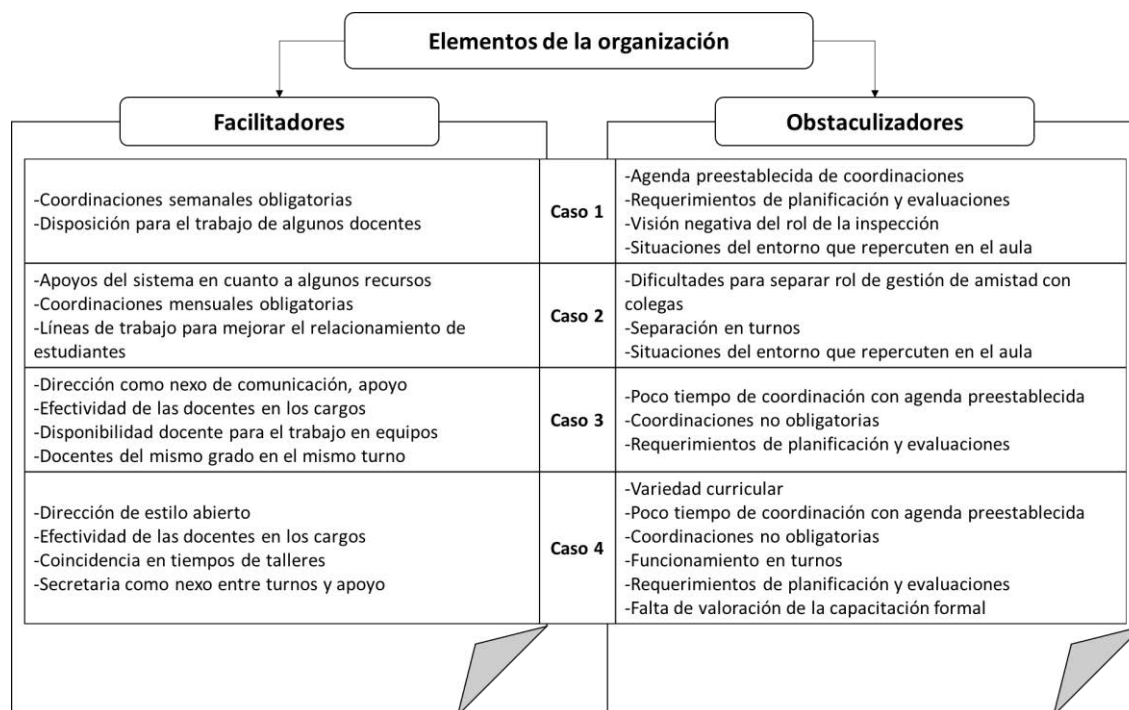 Elementos de la organización
Facilitadores
Obstaculizadores
-Coordinaciones semanales obligatorias
-Disposición para el trabajo de algunos docentes
Caso 1
-Agenda preestablecida de coordinaciones
-Requerimientos de planificación y evaluaciones
-Visión negativa del rol de la inspección
-Situaciones del entorno que repercuten en el aula
-Apoyos del sistema en cuanto a algunos recursos
-Coordinaciones mensuales obligatorias
-Líneas de trabajo para mejorar el relacionamiento de
estudiantes
Caso 2
-Dificultades para separar rol de gestión de amistad con
colegas
-Separación en turnos
-Situaciones del entorno que repercuten en el aula
-Dirección como nexo de comunicación, apoyo
-Efectividad de las docentes en los cargos
-Disponibilidad docente para el trabajo en equipos
-Docentes del mismo grado en el mismo turno
Caso 3
-Poco tiempo de coordinación con agenda preestablecida
-Coordinaciones no obligatorias
-Requerimientos de planificación y evaluaciones
-Dirección de estilo abierto
-Efectividad de las docentes en los cargos
-Coincidencia en tiempos de talleres
-Secretaria como nexo entre turnos y apoyo
Caso 4
-Variedad curricular
-Poco tiempo de coordinación con agenda preestablecida
-Coordinaciones no obligatorias
-Funcionamiento en turnos
-Requerimientos de planificación y evaluaciones
-Falta de valoración de la capacitación formal